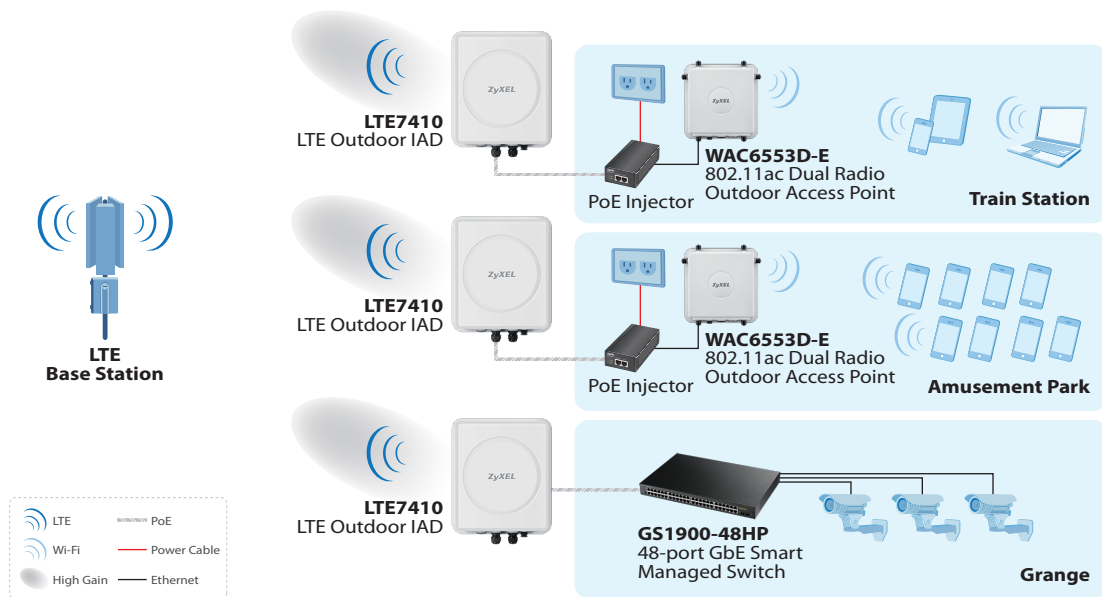 ZyXEL
LTE7410
LTE Outdoor IAD
ZyXEL
PoE Injector
WAC6553D-E
802.11ac Dual Radio
Outdoor Access Point
Train Station
LTE
Base Station
ZyXEL
LTE7410
LTE Outdoor IAD
ZyXEL
PoE Injector
WAC6553D-E
802.11ac Dual Radio
Outdoor Access Point
Amusement Park
ZyXEL
LTE7410
LTE Outdoor IAD
GS1900-48HP
48-port GbE Smart
Managed Switch
Grange
LTE
PoE
Wi-Fi
Power Cable
High Gain
Ethernet